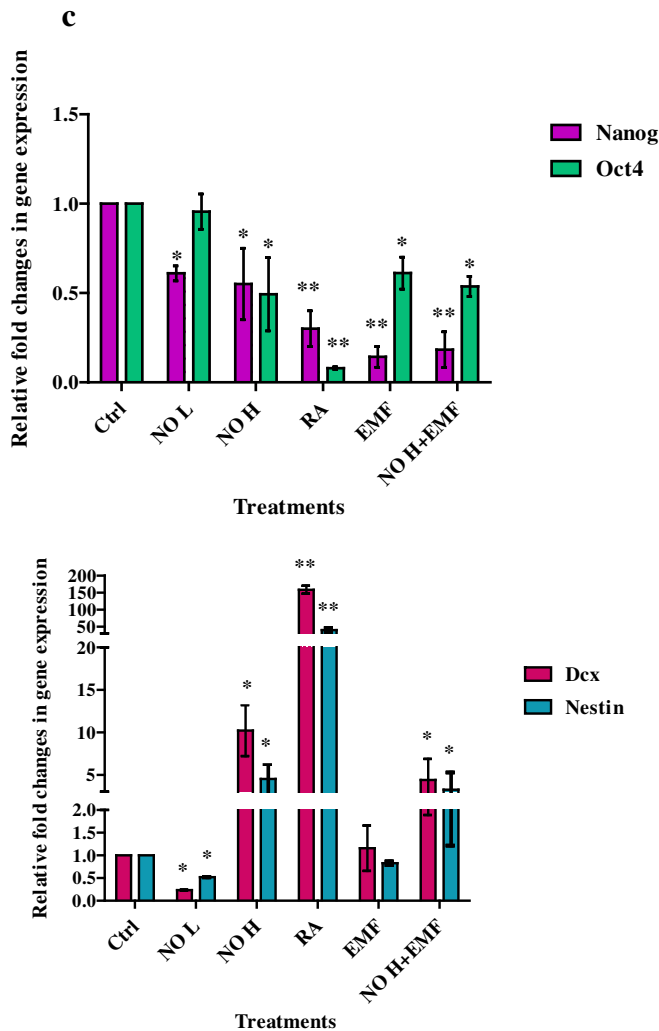 c
Relative fold changes in gene expression
1.5
1.0
0.5
0.0
* * * ** ** ** * ** *
Ctrl
NO L
NO H
RA
EMF
NO H+EMF
Treatments
Nanog
Oct4
Relative fold changes in gene expression
200
150
100
50
20
15
10
5
2.0
1.5
1.0
0.5
0.0
* * * * ** ** * *
Ctrl
NO L
NO H
RA
EMF
NO H+EMF
Treatments
Dcx
Nestin